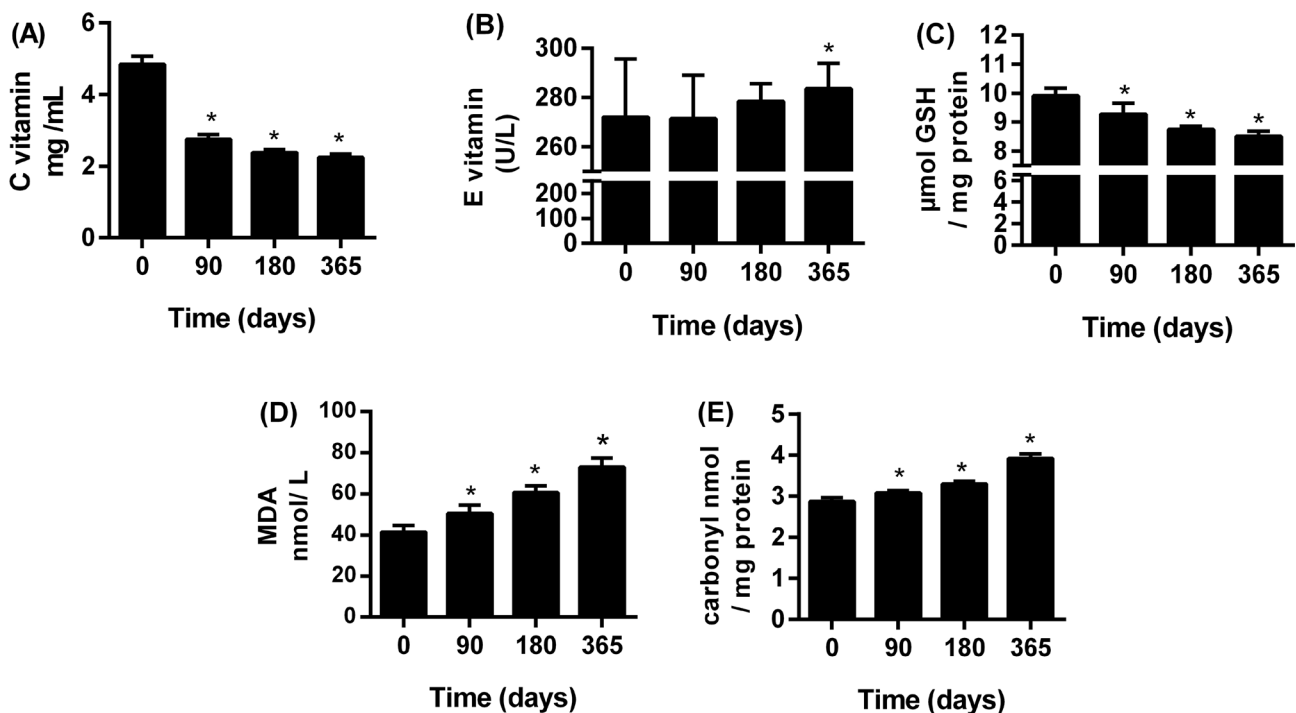 (A)
C vitamin
mg /mL
6
4
2
0
*
*
*
0 90 180 365
Time (days)
(B)
E vitamin
(U/L)
300
280
260
200
100
0
*
0 90 180 365
Time (days)
(C)
µmol GSH
/ mg protein
12
11
10
9
8
6
4
2
0
*
*
*
0 90 180 365
Time (days)
(D)
MDA
nmol/ L
100
80
60
40
20
0
*
*
*
0 90 180 365
Time (days)
(E)
carbonyl nmol
/ mg protein
5
4
3
2
1
0
*
*
*
0 90 180 365
Time (days)